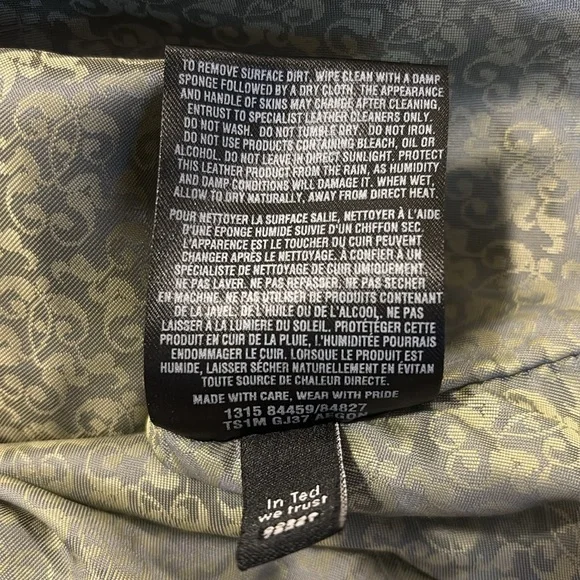 TO REMOVE SURFACE DIRT, WIPE CLEAN WITH A DAMP
SPONGE FOLLOWED BY A DRY CLOTH. THE APPEARANCE
AND HANDLE OF SKINS MAY CHANGE AFTER CLEANING,
ENTRUST TO SPECIALIST LEATHER CLEANERS ONLY.
DO NOT WASH. DO NOT TUMBLE DRY. DO NOT IRON.
DO NOT USE PRODUCTS CONTAINING BLEACH, OIL OR
ALCOHOL. DO NOT LEAVE IN DIRECT SUNLIGHT. PROTECT
THIS LEATHER PRODUCT FROM THE RAIN, AS HUMIDITY
AND DAMP CONDITIONS WILL DAMAGE IT. WHEN WET,
ALLOW TO DRY NATURALLY, AWAY FROM DIRECT HEAT.
POUR NETTOYER LA SURFACE SALIE, NETTOYER À L'AIDE
D'UNE ÉPONGE HUMIDE SUIVIE D'UN CHIFFON SEC.
L'APPARENCE EST LE TOUCHER OU CUIR PEUVENT
CHANGER APRÈS LE NETTOYAGE. À CONFIER À UN
SPÉCIALISTE DE NETTOYAGE DE CUIR UNIQUEMENT.
NE PAS LAVER. NE PAS REPASSER. NE PAS SÉCHER
EN MACHINE. NE PAS UTILISER DE PRODUITS CONTENANT
DE LA JAVEL, DE L'HUILE OU DE L'ALCOOL. NE PAS
LAISSER À LA LUMIERE DU SOLEIL. PROTÉGER CETTE
PRODUIT EN CUIR DE LA PLUIE, L'HUMIDITÉE POURRAIS
ENDOMMAGER LE CUIR. LORSQUE LE PRODUIT EST
HUMIDE, LAISSER SÉCHER NATURELLEMENT EN ÉVITAN
TOUTE SOURCE DE CHALEUR DIRECTE.
MADE WITH CARE, WEAR WITH PRIDE
1315 84459/84827
TS1M GJ37 AEGON
In Ted
we trust